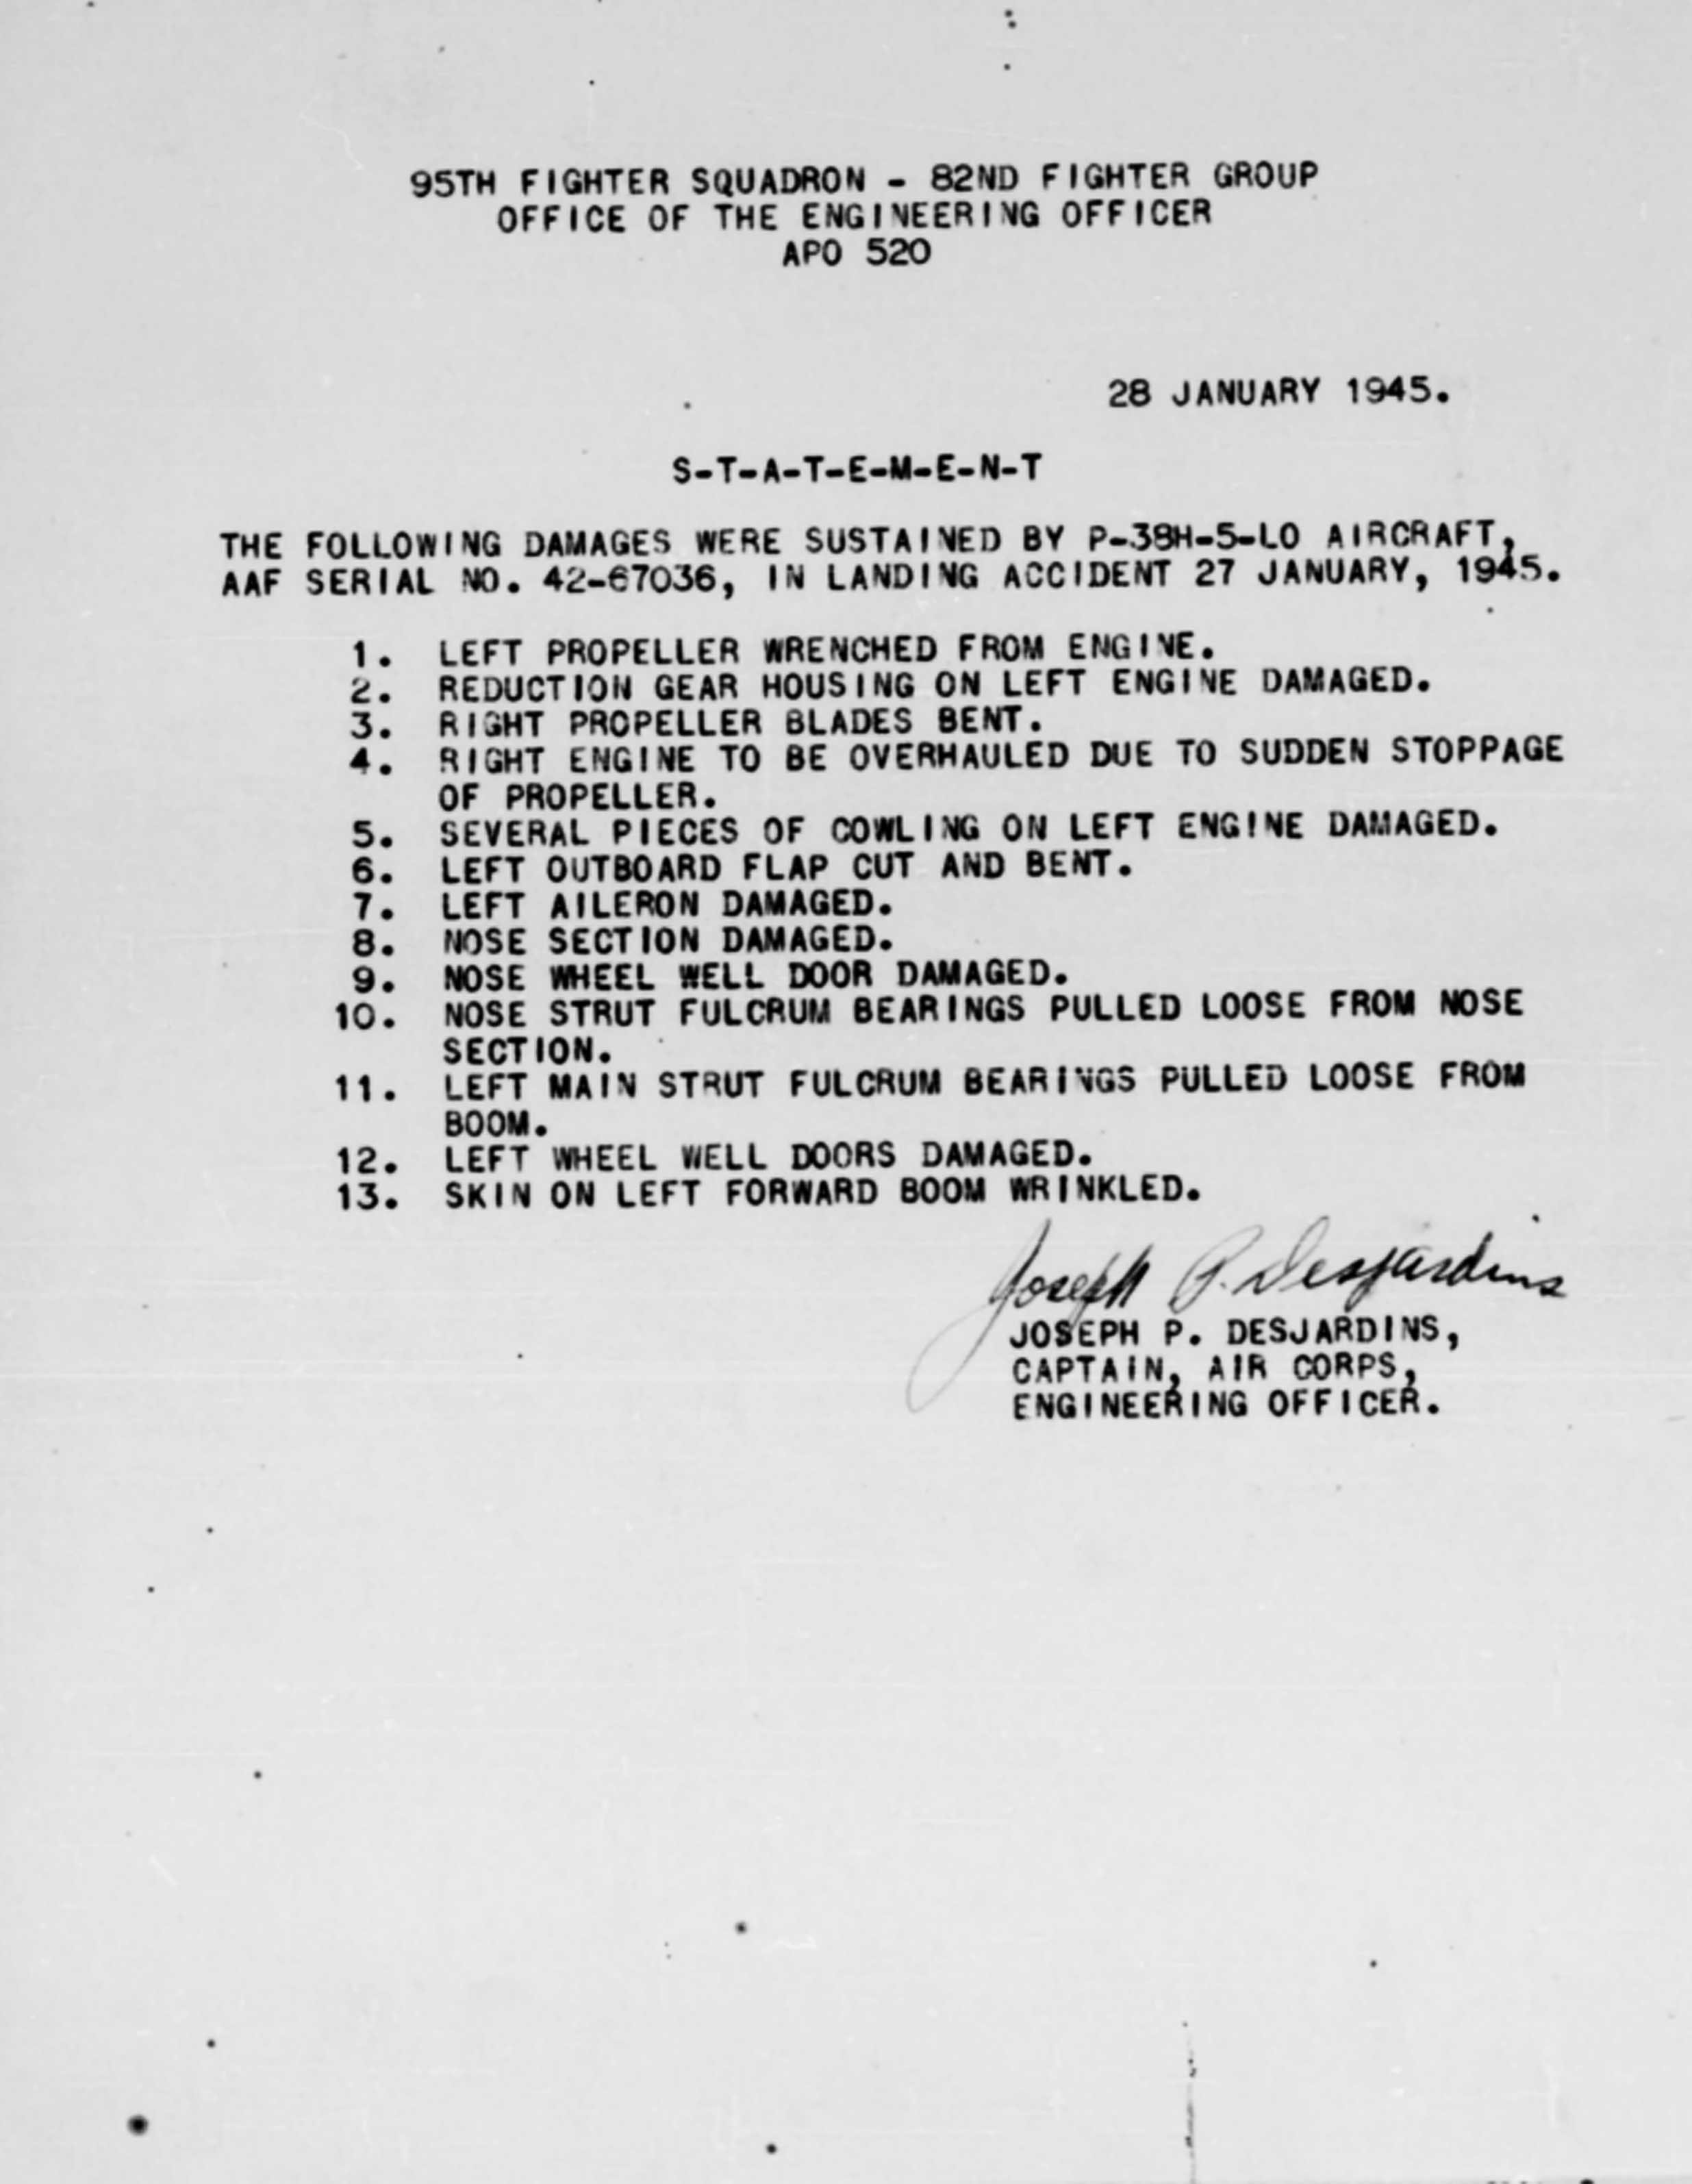 95TH FIGHTER SQUADRON - 82ND FIGHTER GROUP
OFFICE OF THE ENGINEERING OFFICER
APO 520
28 JANUARY 1945.
S-T-A-T-E-M-E-N-T
THE FOLLOWING DAMAGES WERE SUSTAINED BY P-38H-5-LO AIRCRAFT,
AAF SERIAL NO. 42-67036, IN LANDING ACCIDENT 27 JANUARY, 1945.
1. LEFT PROPELLER WRENCHED FROM ENGINE.
2. REDUCTION GEAR HOUSING ON LEFT ENGINE DAMAGED.
3. RIGHT PROPELLER BLADES BENT.
4. RIGHT ENGINE TO BE OVERHAULED DUE TO SUDDEN STOPPAGE
OF PROPELLER.
5. SEVERAL PIECES OF COWLING ON LEFT ENGINE DAMAGED.
6. LEFT OUTBOARD FLAP CUT AND BENT.
7. LEFT AILERON DAMAGED.
8. NOSE SECTION DAMAGED.
9. NOSE WHEEL WELL DOOR DAMAGED.
10. NOSE STRUT FULCRUM BEARINGS PULLED LOOSE FROM NOSE
SECTION.
11. LEFT MAIN STRUT FULCRUM BEARINGS PULLED LOOSE FROM
BOOM.
12. LEFT WHEEL WELL DOORS DAMAGED.
13. SKIN ON LEFT FORWARD BOOM WRINKLED.
Joseph P. Desjardins
JOSEPH P. DESJARDINS,
CAPTAIN, AIR CORPS,
ENGINEERING OFFICER.